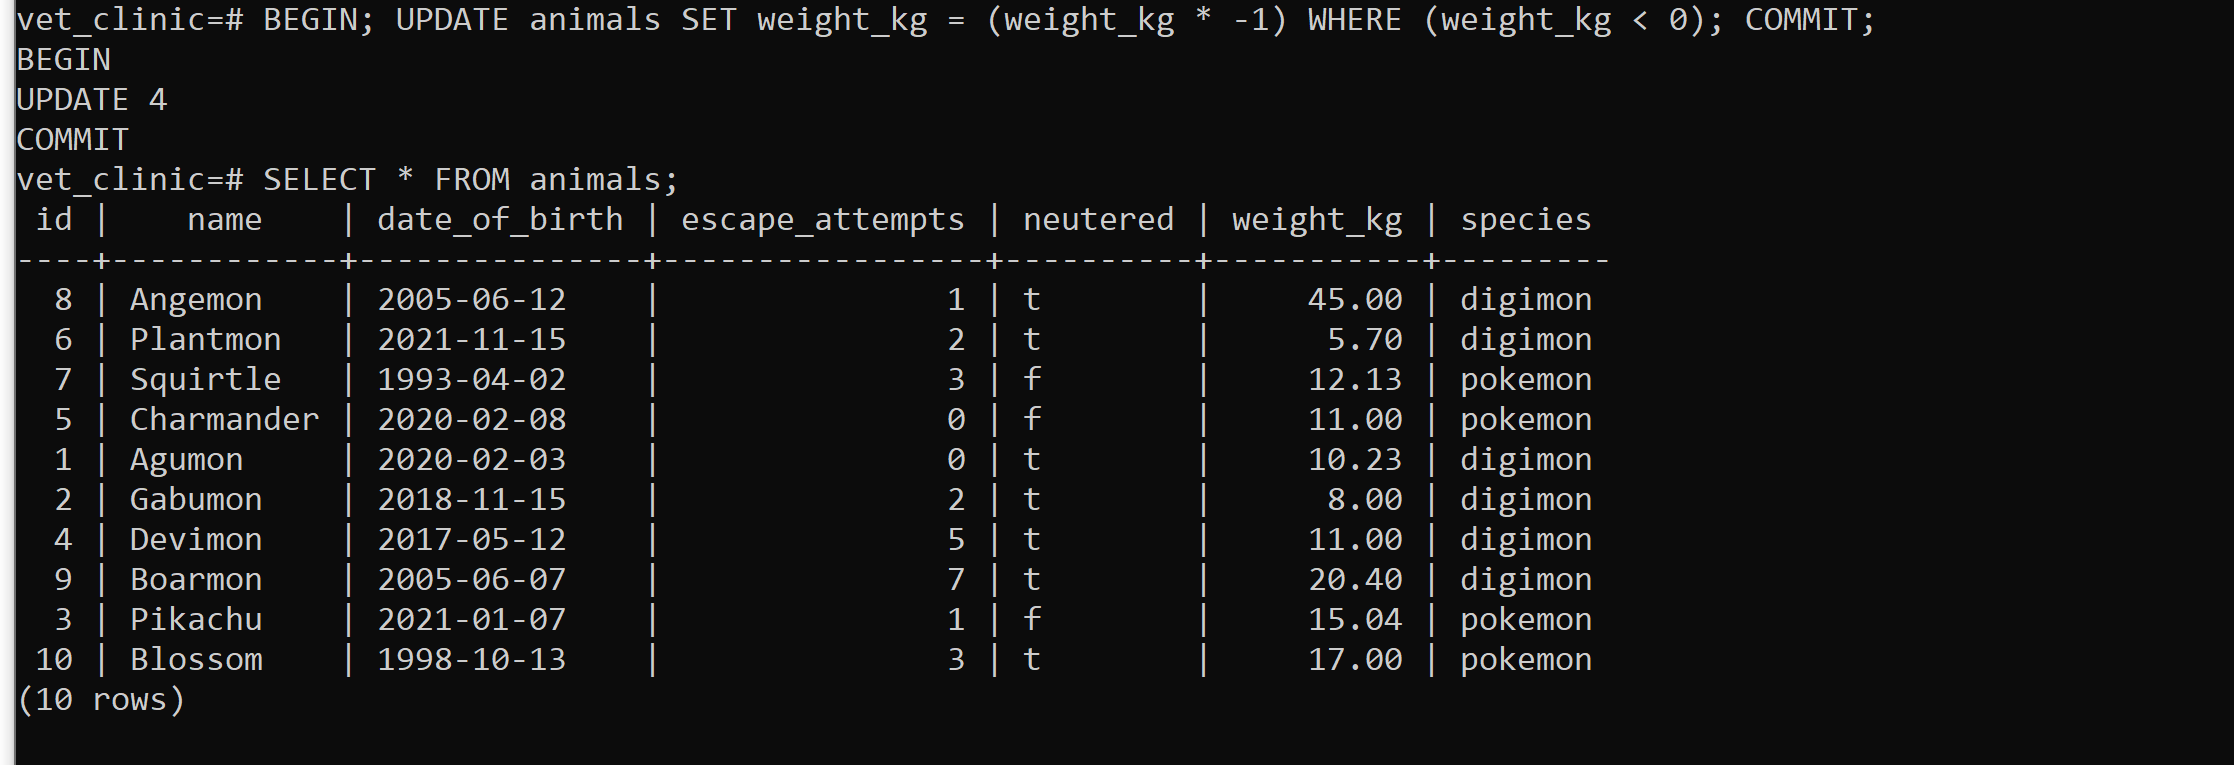 vet_clinic=# BEGIN; UPDATE animals SET weight_kg = (weight_kg * -1) WHERE (weight_kg < 0); COMMIT;
BEGIN
UPDATE 4
COMMIT
vet_clinic=# SELECT * FROM animals;
 id |    name    | date_of_birth | escape_attempts | neutered | weight_kg | species
----+------------+---------------+-----------------+----------+-----------+---------
  8 | Angemon    | 2005-06-12    |               1 | t        |     45.00 | digimon
  6 | Plantmon   | 2021-11-15    |               2 | t        |      5.70 | digimon
  7 | Squirtle   | 1993-04-02    |               3 | f        |     12.13 | pokemon
  5 | Charmander | 2020-02-08    |               0 | f        |     11.00 | pokemon
  1 | Agumon     | 2020-02-03    |               0 | t        |     10.23 | digimon
  2 | Gabumon    | 2018-11-15    |               2 | t        |      8.00 | digimon
  4 | Devimon    | 2017-05-12    |               5 | t        |     11.00 | digimon
  9 | Boarmon    | 2005-06-07    |               7 | t        |     20.40 | digimon
  3 | Pikachu    | 2021-01-07    |               1 | f        |     15.04 | pokemon
 10 | Blossom    | 1998-10-13    |               3 | t        |     17.00 | pokemon
(10 rows)